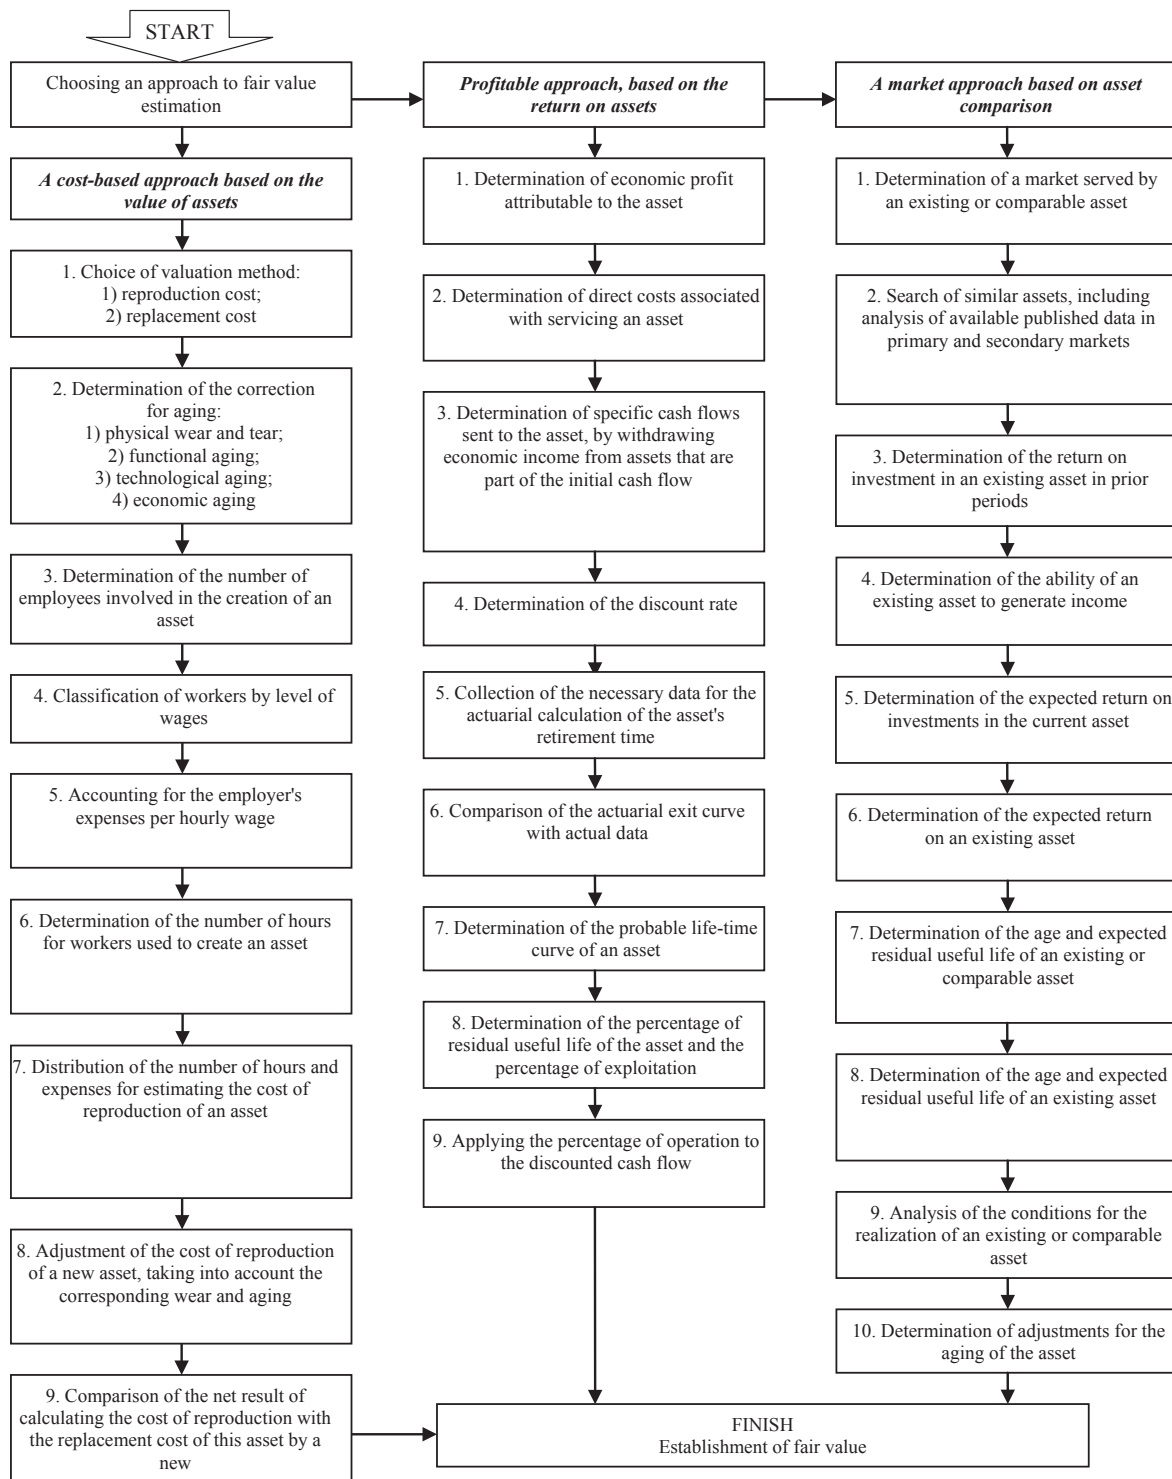 START
Choosing an approach to fair value
estimation
A cost-based approach based on the
value of assets
1. Choice of valuation method:
1) reproduction cost;
2) replacement cost
2. Determination of the correction
for aging:
1) physical wear and tear;
2) functional aging;
3) technological aging;
4) economic aging
3. Determination of the number of
employees involved in the creation of an
asset
4. Classification of workers by level of
wages
5. Accounting for the employer's
expenses per hourly wage
6. Determination of the number of hours
for workers used to create an asset
7. Distribution of the number of hours and
expenses for estimating the cost of
reproduction of an asset
8. Adjustment of the cost of reproduction
of a new asset, taking into account the
corresponding wear and aging
9. Comparison of the net result of
calculating the cost of reproduction with
the replacement cost of this asset by a
new
Profitable approach, based on the
return on assets
1. Determination of economic profit
attributable to the asset
2. Determination of direct costs associated
with servicing an asset
3. Determination of specific cash flows
sent to the asset, by withdrawing
economic income from assets that are
part of the initial cash flow
4. Determination of the discount rate
5. Collection of the necessary data for the
actuarial calculation of the asset's
retirement time
6. Comparison of the actuarial exit curve
with actual data
7. Determination of the probable life-time
curve of an asset
8. Determination of the percentage of
residual useful life of the asset and the
percentage of exploitation
9. Applying the percentage of operation to
the discounted cash flow
A market approach based on asset
comparison
1. Determination of a market served by
an existing or comparable asset
2. Search of similar assets, including
analysis of available published data in
primary and secondary markets
3. Determination of the return on
investment in an existing asset in prior
periods
4. Determination of the ability of an
existing asset to generate income
5. Determination of the expected return on
investments in the current asset
6. Determination of the expected return
on an existing asset
7. Determination of the age and expected
residual useful life of an existing or
comparable asset
8. Determination of the age and expected
residual useful life of an existing asset
9. Analysis of the conditions for the
realization of an existing or comparable
asset
10. Determination of adjustments for the
aging of the asset
FINISH
Establishment of fair value